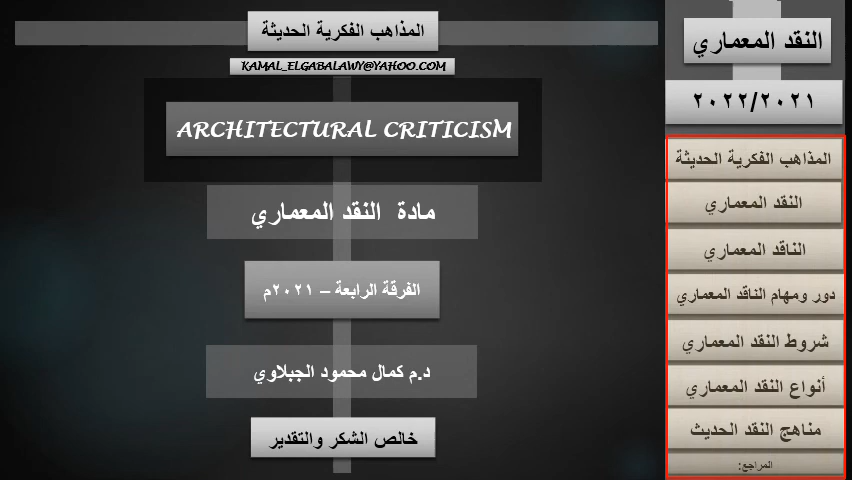 المذاهب الفكرية الحديثة
KAMAL_ELGABALAWY@YAHOO.COM
ARCHITECTURAL CRITICISM
مادة النقد المعماري
الفرقة الرابعة – ٢٠٢١م
د.م كمال محمود الجبلاوي
خالص الشكر والتقدير
النقد المعماري
٢٠٢٢/٢٠٢١
المذاهب الفكرية الحديثة
النقد المعماري
الناقد المعماري
دور ومهام الناقد المعماري
شروط النقد المعماري
أنواع النقد المعماري
مناهج النقد الحديث
المراجع: